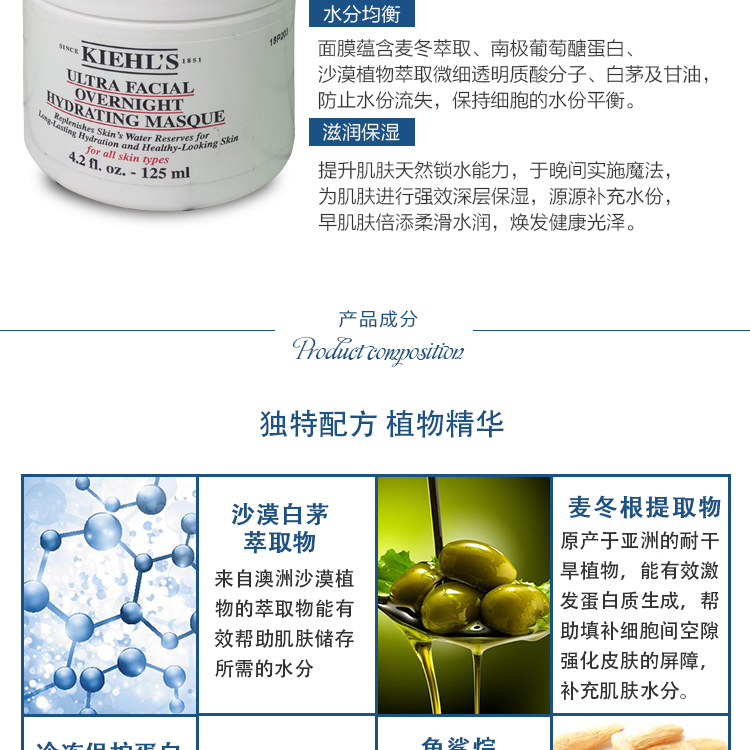 水分均衡
面膜蕴含麦冬萃取、南极葡萄醣蛋白、
沙漠植物萃取微细透明质酸分子、白茅及甘油，
防止水份流失，保持细胞的水份平衡。
滋润保湿
提升肌肤天然锁水能力，于晚间实施魔法，
为肌肤进行强效深层保湿，源源补充水份，
早肌肤倍添柔滑水润，焕发健康光泽。
SINCE KIEHL'S 1851
ULTRA FACIAL
OVERNIGHT
HYDRATING MASQUE
Replenishes Skin's Water Reserves for
Long-Lasting Hydration and Healthy-Looking Skin
for all skin types
4.2 fl. oz. - 125 ml
产品成分
Product composition
独特配方 植物精华
沙漠白茅
萃取物
来自澳洲沙漠植
物的萃取物能有
效帮助肌肤储存
所需的水分
麦冬根提取物
原产于亚洲的耐干
旱植物，能有效激
发蛋白质生成，帮
助填补细胞间空隙
强化皮肤的屏障，
补充肌肤水分。
冷冻保护蛋白
角鲨烷